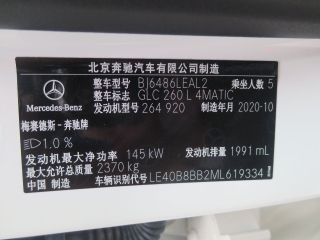 北京奔驰汽车有限公司制造
整车型号 BJ6486LEAL2 乘坐人数 5
整车标志 GLC 260 L 4MATIC
Mercedes-Benz 发动机型号 264 920 制造年月 2020-10
梅赛德斯-奔驰牌
1.0 %
发动机最大净功率 145 kW 发动机排量 1991 mL
最大允许总质量 2370 kg
中国 制造 车辆识别代号 LE40B8BB2ML619334